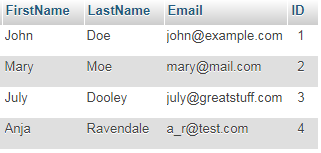 FirstName LastName Email ID
John Doe john@example.com 1
Mary Moe mary@mail.com 2
July Dooley july@greatstuff.com 3
Anja Ravendale a_r@test.com 4